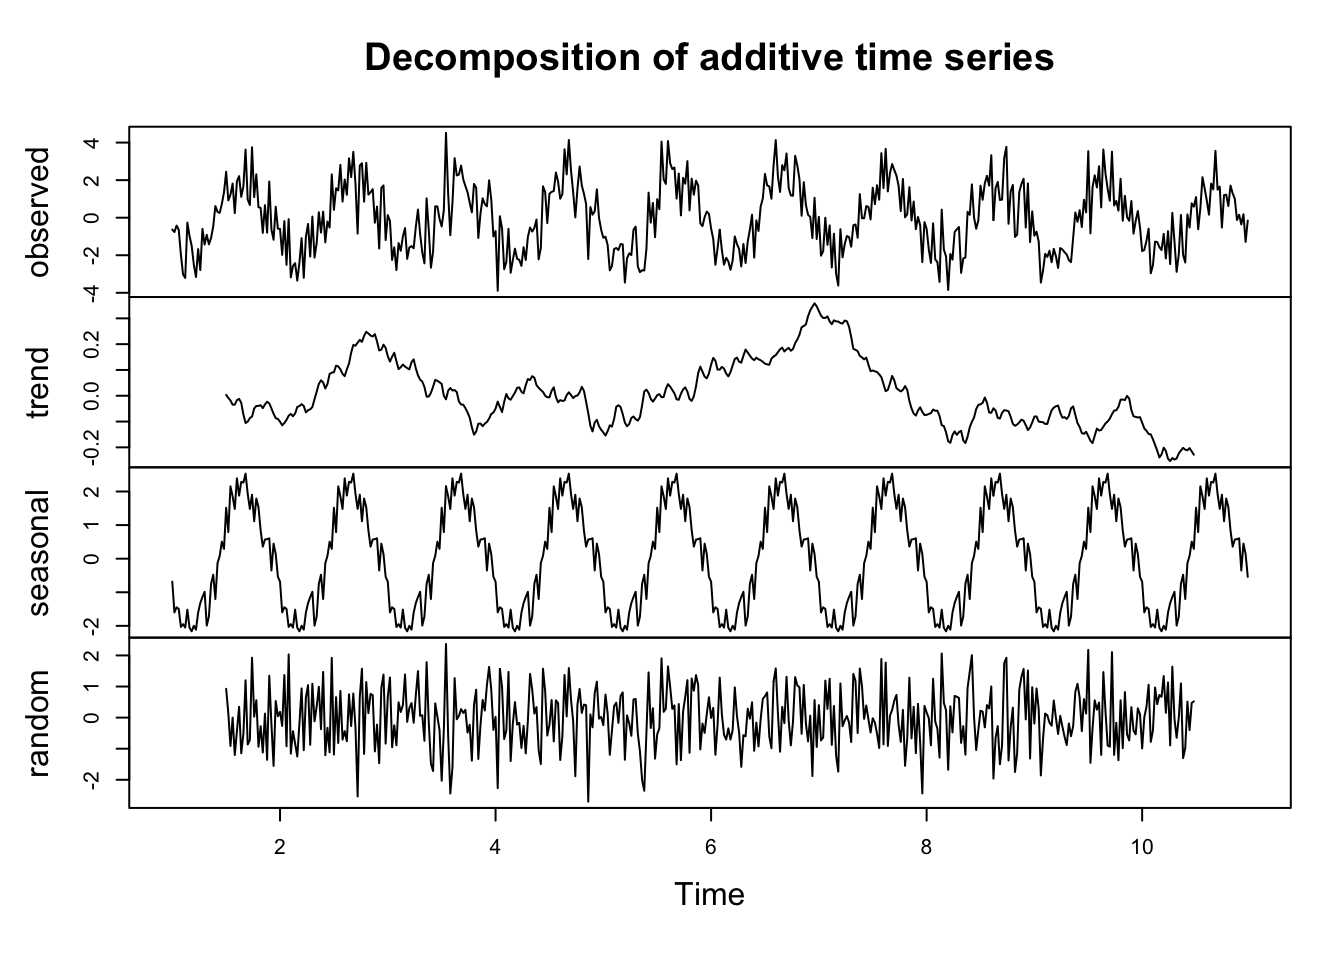 Decomposition of additive time series
observed
-4 -2 0 2 4
trend
-0.2 0.0 0.2
seasonal
-2 0 1 2
random
-2 0 1 2
2 4 6 8 10
Time